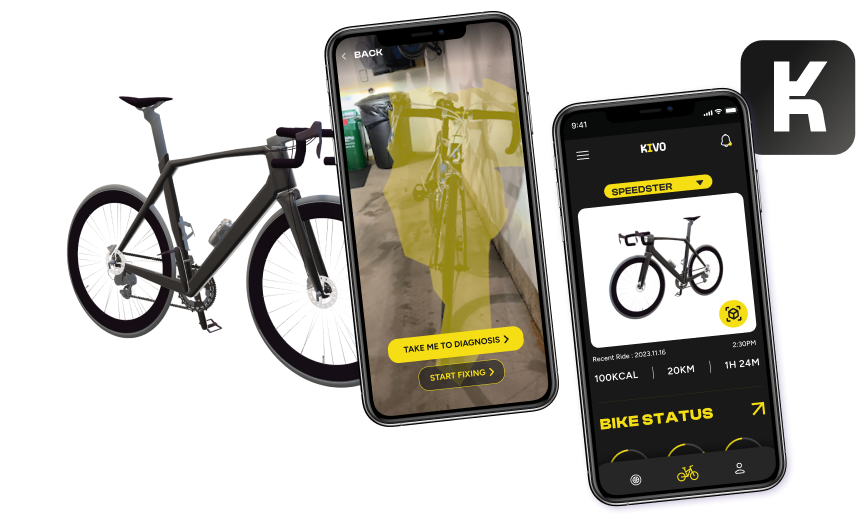 BACK
TAKE ME TO DIAGNOSIS
START FIXING
K
9:41
KIVO
SPEEDSTER
Recent Ride : 2023.11.16
2:30PM
100KCAL
20KM
1H 24M
BIKE STATUS